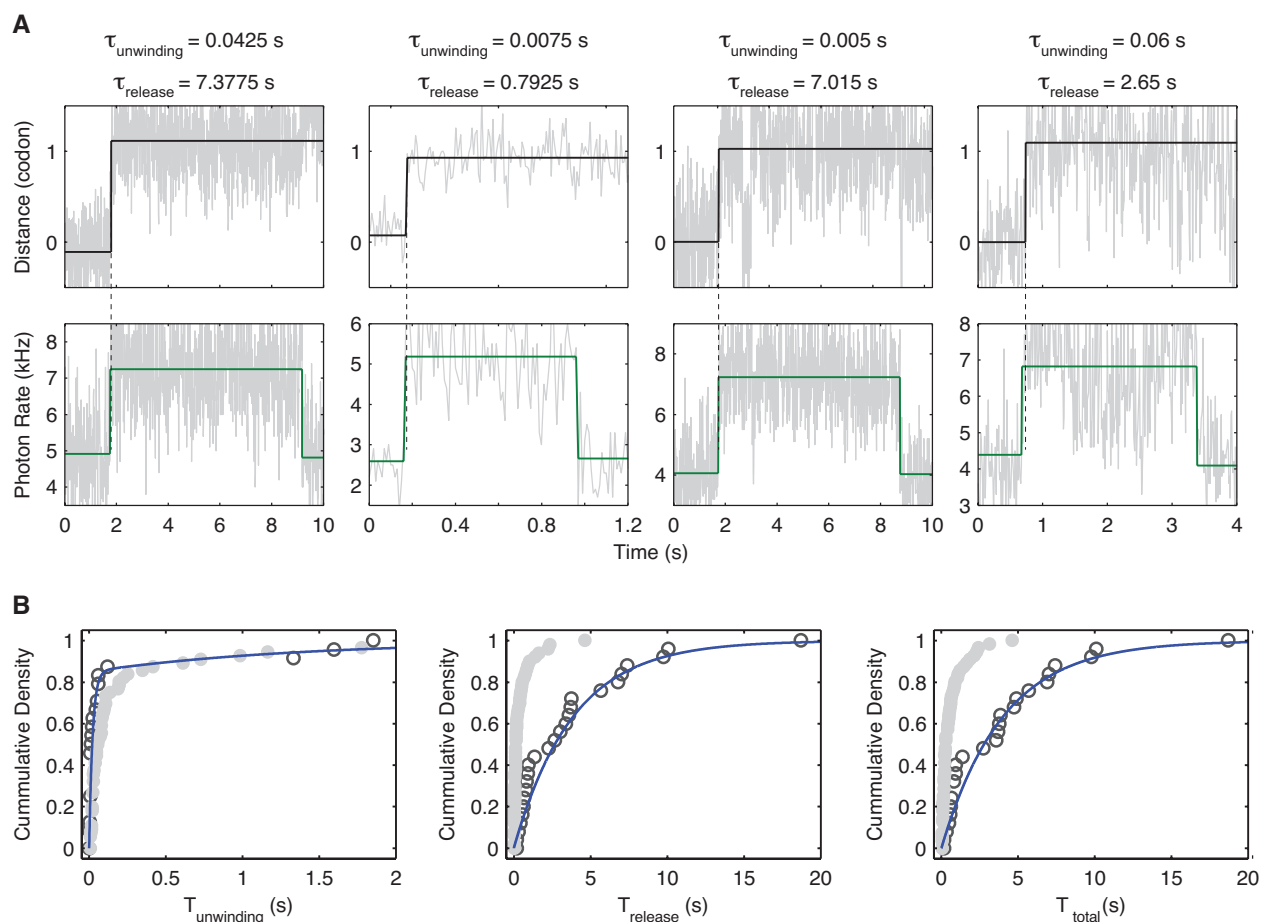 A
τunwinding = 0.0425 s
τrelease = 7.3775 s
τunwinding = 0.0075 s
τrelease = 0.7925 s
τunwinding = 0.005 s
τrelease = 7.015 s
τunwinding = 0.06 s
τrelease = 2.65 s
Distance (codon)
1
0
1
0
1
0
1
0
Photon Rate (kHz)
8
7
6
5
4
0 2 4 6 8 10
6
5
4
3
2
0 0.4 0.8 1.2
8
6
4
0 2 4 6 8 10
8
7
6
5
4
3
0 1 2 3 4
Time (s)
B
Cummulative Density
1
0.8
0.6
0.4
0.2
0
0 0.5 1 1.5 2
Tunwinding (s)
Cummulative Density
1
0.8
0.6
0.4
0.2
0
0 5 10 15 20
Trelease (s)
Cummulative Density
1
0.8
0.6
0.4
0.2
0
0 5 10 15 20
Ttotal (s)